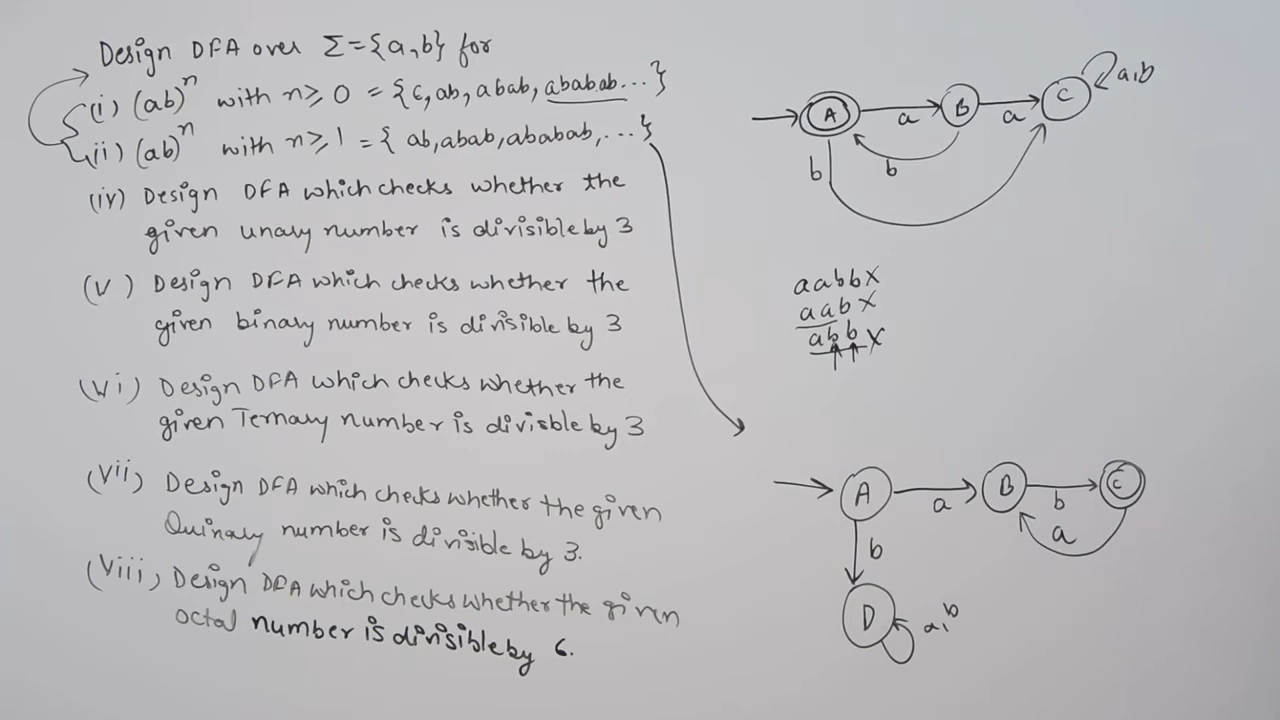 Design DFA over Σ={a,b} for
(i) (ab)ⁿ with n≥0 = {ε, ab, abab, ababab...}
(ii) (ab)ⁿ with n≥1 = { ab, abab, ababab, ...}
(iv) Design DFA which checks whether the
given unary number is divisible by 3
(v) Design DFA which checks whether the
given binary number is divisible by 3
(vi) Design DFA which checks whether the
given Ternary number is divisble by 3
(vii) Design DFA which checks whether the given
Quinary number is divisible by 3.
(viii) Design DFA which checks whether the given
octal number is divisible by 6.
A a B a C a,b
b b
aabb X
aab X
abb X
A a B b C
b a
D a,b